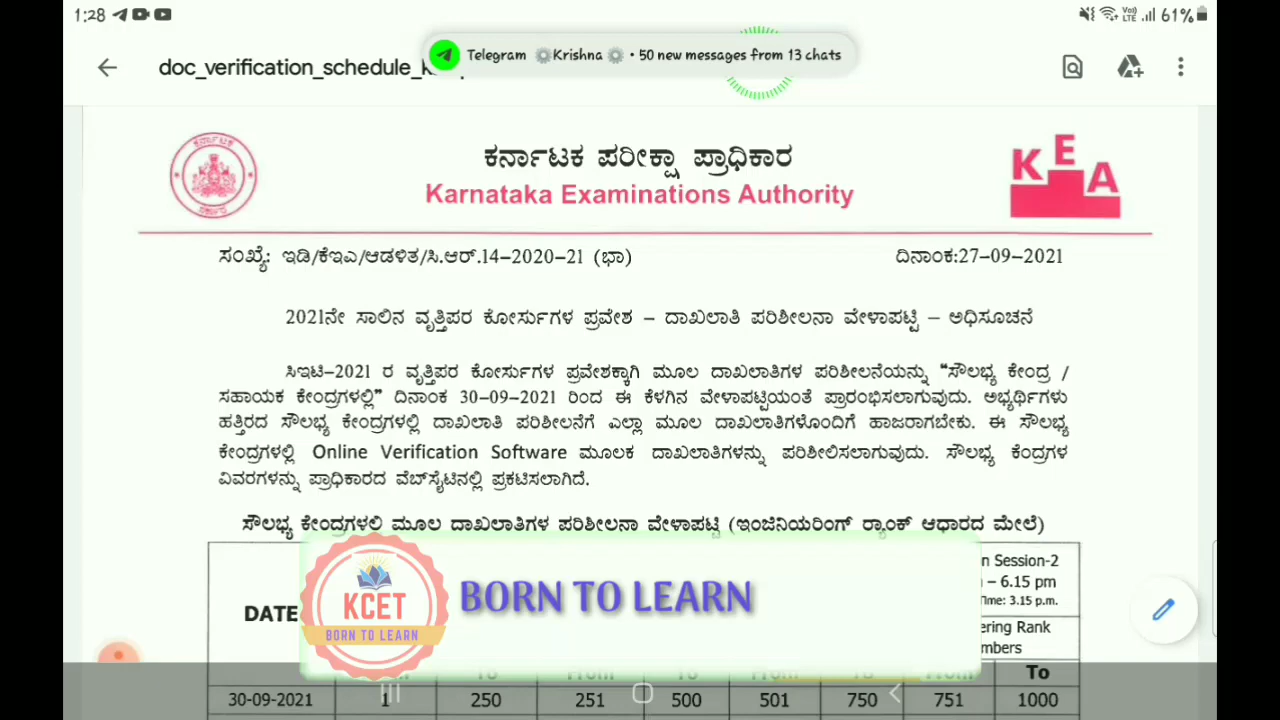 1:28
Vo) LTE 61%
Telegram Krishna • 50 new messages from 13 chats
doc_verification_schedule_k
ಕರ್ನಾಟಕ ಪರೀಕ್ಷಾ ಪ್ರಾಧಿಕಾರ
Karnataka Examinations Authority
KEA
ಸಂಖ್ಯೆ: ಇಡಿ/ಕೆಇಎ/ಆಡಳಿತ/ಸಿ.ಆರ್.14-2020-21 (ಭಾ)
ದಿನಾಂಕ:27-09-2021
2021ನೇ ಸಾಲಿನ ವೃತ್ತಿಪರ ಕೋರ್ಸುಗಳ ಪ್ರವೇಶ – ದಾಖಲಾತಿ ಪರಿಶೀಲನಾ ವೇಳಾಪಟ್ಟಿ – ಅಧಿಸೂಚನೆ
ಸಿಇಟಿ-2021 ರ ವೃತ್ತಿಪರ ಕೋರ್ಸುಗಳ ಪ್ರವೇಶಕ್ಕಾಗಿ ಮೂಲ ದಾಖಲಾತಿಗಳ ಪರಿಶೀಲನೆಯನ್ನು "ಸೌಲಭ್ಯ ಕೇಂದ್ರ /
ಸಹಾಯಕ ಕೇಂದ್ರಗಳಲ್ಲಿ" ದಿನಾಂಕ 30-09-2021 ರಿಂದ ಈ ಕೆಳಗಿನ ವೇಳಾಪಟ್ಟಿಯಂತೆ ಪ್ರಾರಂಭಿಸಲಾಗುವುದು. ಅಭ್ಯರ್ಥಿಗಳು
ಹತ್ತಿರದ ಸೌಲಭ್ಯ ಕೇಂದ್ರಗಳಲ್ಲಿ ದಾಖಲಾತಿ ಪರಿಶೀಲನೆಗೆ ಎಲ್ಲಾ ಮೂಲ ದಾಖಲಾತಿಗಳೊಂದಿಗೆ ಹಾಜರಾಗಬೇಕು. ಈ ಸೌಲಭ್ಯ
ಕೇಂದ್ರಗಳಲ್ಲಿ Online Verification Software ಮೂಲಕ ದಾಖಲಾತಿಗಳನ್ನು ಪರಿಶೀಲಿಸಲಾಗುವುದು. ಸೌಲಭ್ಯ ಕೆಂದ್ರಗಳ
ವಿವರಗಳನ್ನು ಪ್ರಾಧಿಕಾರದ ವೆಬ್‌ಸೈಟಿನಲ್ಲಿ ಪ್ರಕಟಿಸಲಾಗಿದೆ.
ಸೌಲಭ್ಯ ಕೇಂದ್ರಗಳಲಿ ಮೂಲ ದಾಖಲಾತಿಗಳ ಪರಿಶೀಲನಾ ವೇಳಾಪಟ್ಟಿ (ಇಂಜಿನಿಯರಿಂಗ್ ರ‍್ಯಾಂಕ್ ಆಧಾರದ ಮೇಲೆ)
n Session-2
– 6.15 pm
Time: 3.15 p.m.
DATE
KCET
BORN TO LEARN
BORN TO LEARN
ering Rank
mbers
To
30-09-2021 1 250 251 500 501 750 751 1000